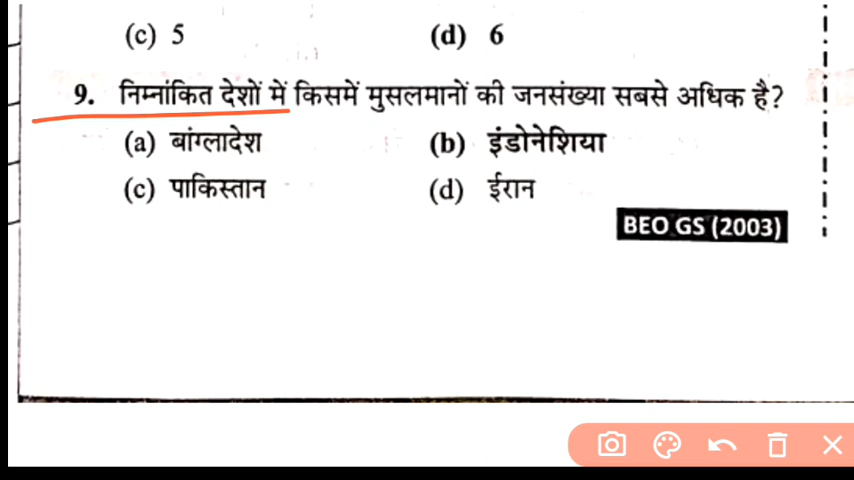 (c) 5 (d) 6
9. निम्नांकित देशों में किसमें मुसलमानों की जनसंख्या सबसे अधिक है?
(a) बांग्लादेश (b) इंडोनेशिया
(c) पाकिस्तान (d) ईरान
BEO GS (2003)